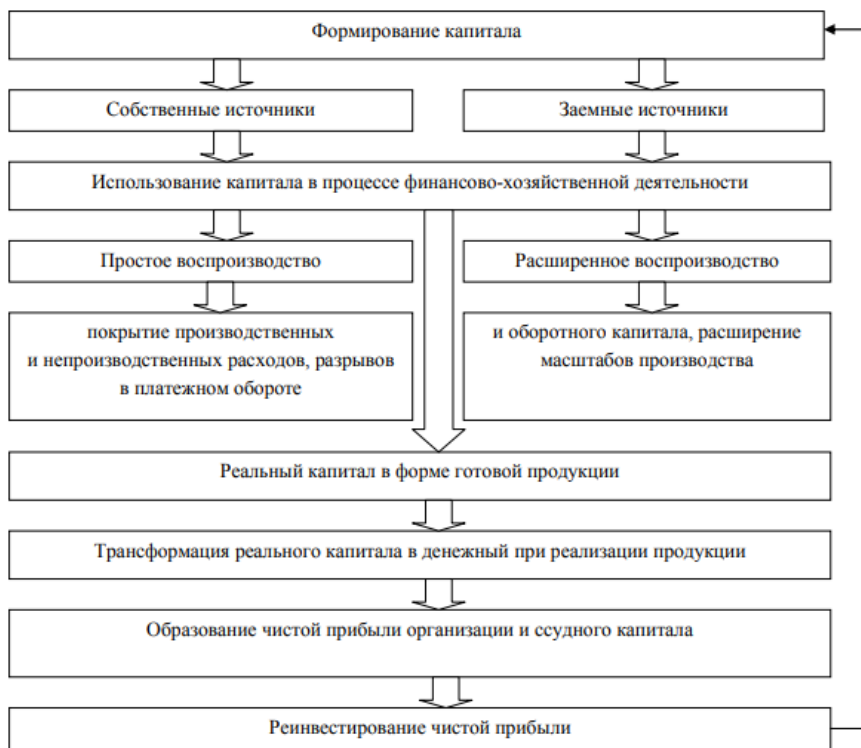 Формирование капитала
Собственные источники
Заемные источники
Использование капитала в процессе финансово-хозяйственной деятельности
Простое воспроизводство
Расширенное воспроизводство
покрытие производственных
и непроизводственных расходов, разрывов
в платежном обороте
и оборотного капитала, расширение
масштабов производства
Реальный капитал в форме готовой продукции
Трансформация реального капитала в денежный при реализации продукции
Образование чистой прибыли организации и ссудного капитала
Реинвестирование чистой прибыли